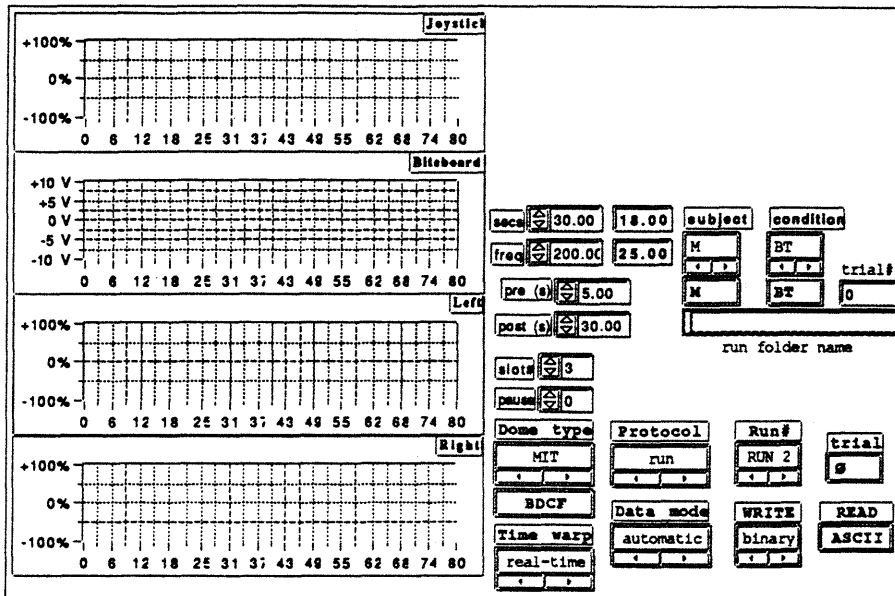 Joystick
+100%
0%
-100%
0 6 12 18 22 25 31 37 43 49 55 62 68 74 80
Biteboard
+10 V
+5 V
0 V
-5 V
-10 V
0 6 12 18 22 25 31 37 43 49 55 62 68 74 80
Left
+100%
0%
-100%
0 6 12 18 22 25 31 37 43 49 55 62 68 74 80
Right
+100%
0%
-100%
0 6 12 18 22 25 31 37 43 49 55 62 68 74 80
secs 30.00 18.00
freq 200.00 25.00
pre (s) 5.00
post (s) 30.00
slot# 3
pause 0
subject condition
M BT
trial#
M BT 0
run folder name
Dome type Protocol Run# trial
MIT run RUN 2 ø
BDCF
Data mode WRITE READ
automatic binary ASCII
Time warp
real-time